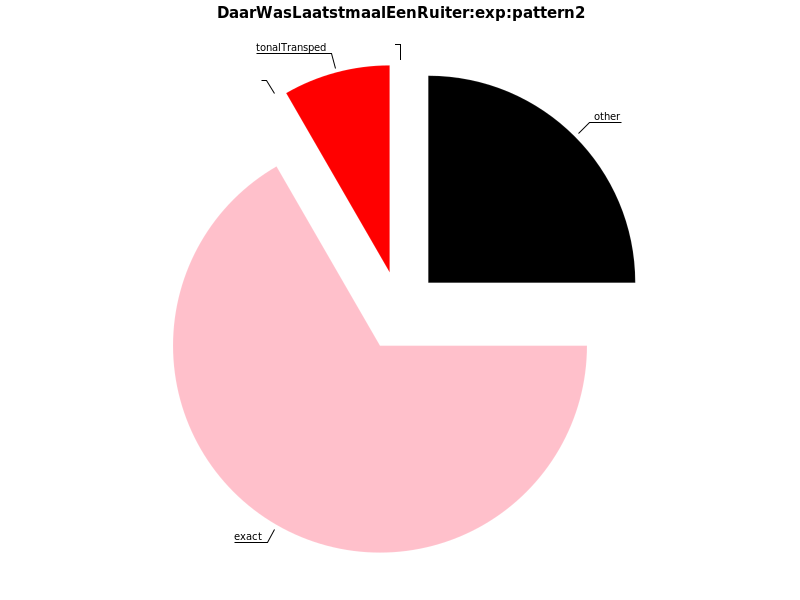 DaarWasLaatstmaalEenRuiter:exp:pattern2
tonalTransped
other
exact